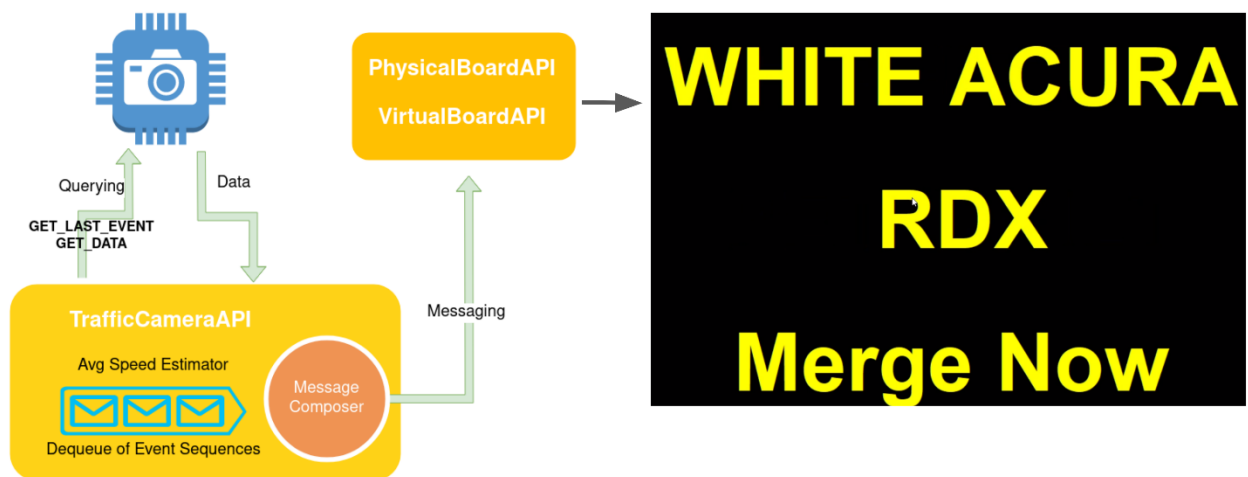 Querying
GET_LAST_EVENT
GET_DATA
Data
TrafficCameraAPI
Avg Speed Estimator
Dequeue of Event Sequences
Message
Composer
Messaging
PhysicalBoardAPI
VirtualBoardAPI
WHITE ACURA
RDX
Merge Now